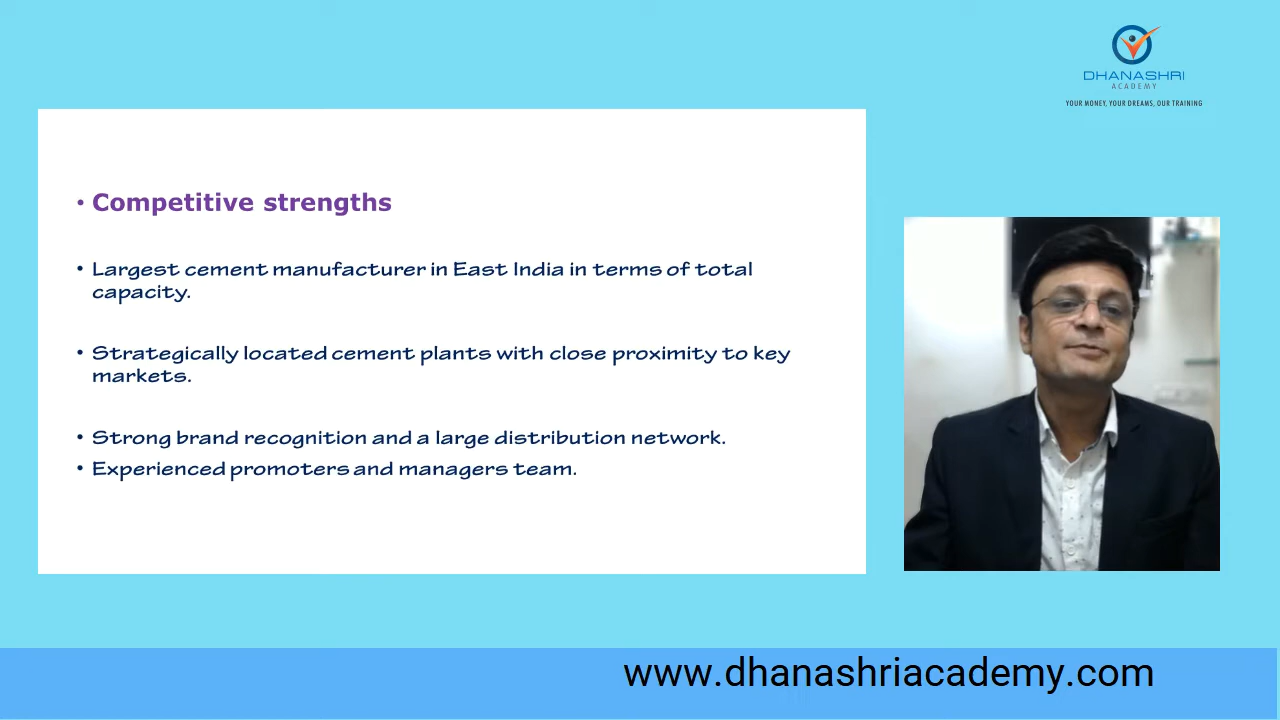 DHANASHRI
ACADEMY
YOUR MONEY, YOUR DREAMS, OUR TRAINING
• Competitive strengths
• Largest cement manufacturer in East India in terms of total
capacity.
• Strategically located cement plants with close proximity to key
markets.
• Strong brand recognition and a large distribution network.
• Experienced promoters and managers team.
www.dhanashriacademy.com